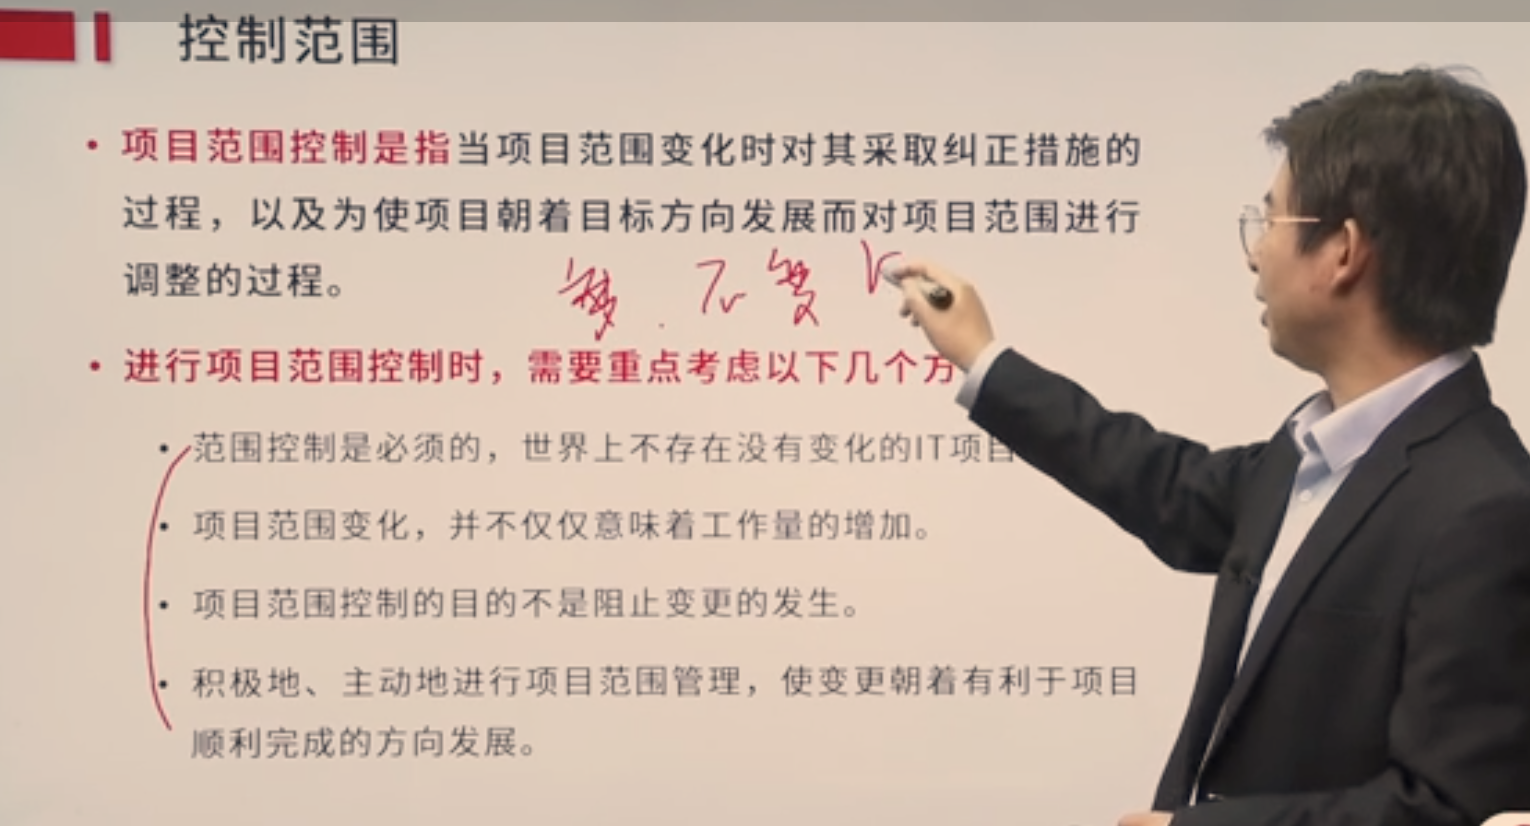 控制范围
• 项目范围控制是指当项目范围变化时对其采取纠正措施的
过程，以及为使项目朝着目标方向发展而对项目范围进行
调整的过程。
不变
• 进行项目范围控制时，需要重点考虑以下几个方
• 范围控制是必须的，世界上不存在没有变化的IT项目
• 项目范围变化，并不仅仅意味着工作量的增加。
• 项目范围控制的目的不是阻止变更的发生。
• 积极地、主动地进行项目范围管理，使变更朝着有利于项目
顺利完成的方向发展。